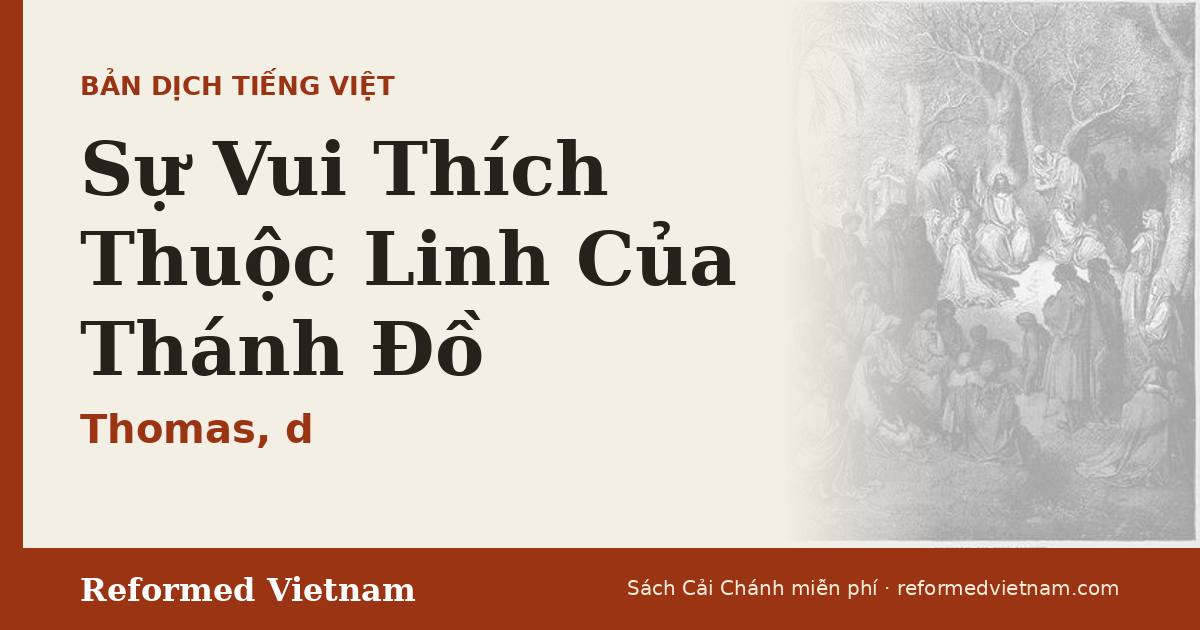 BẢN DỊCH TIẾNG VIỆT
Sự Vui Thích
Thuộc Linh Của
Thánh Đồ
Thomas, d
Reformed Vietnam
Sách Cải Chánh miễn phí · reformedvietnam.com